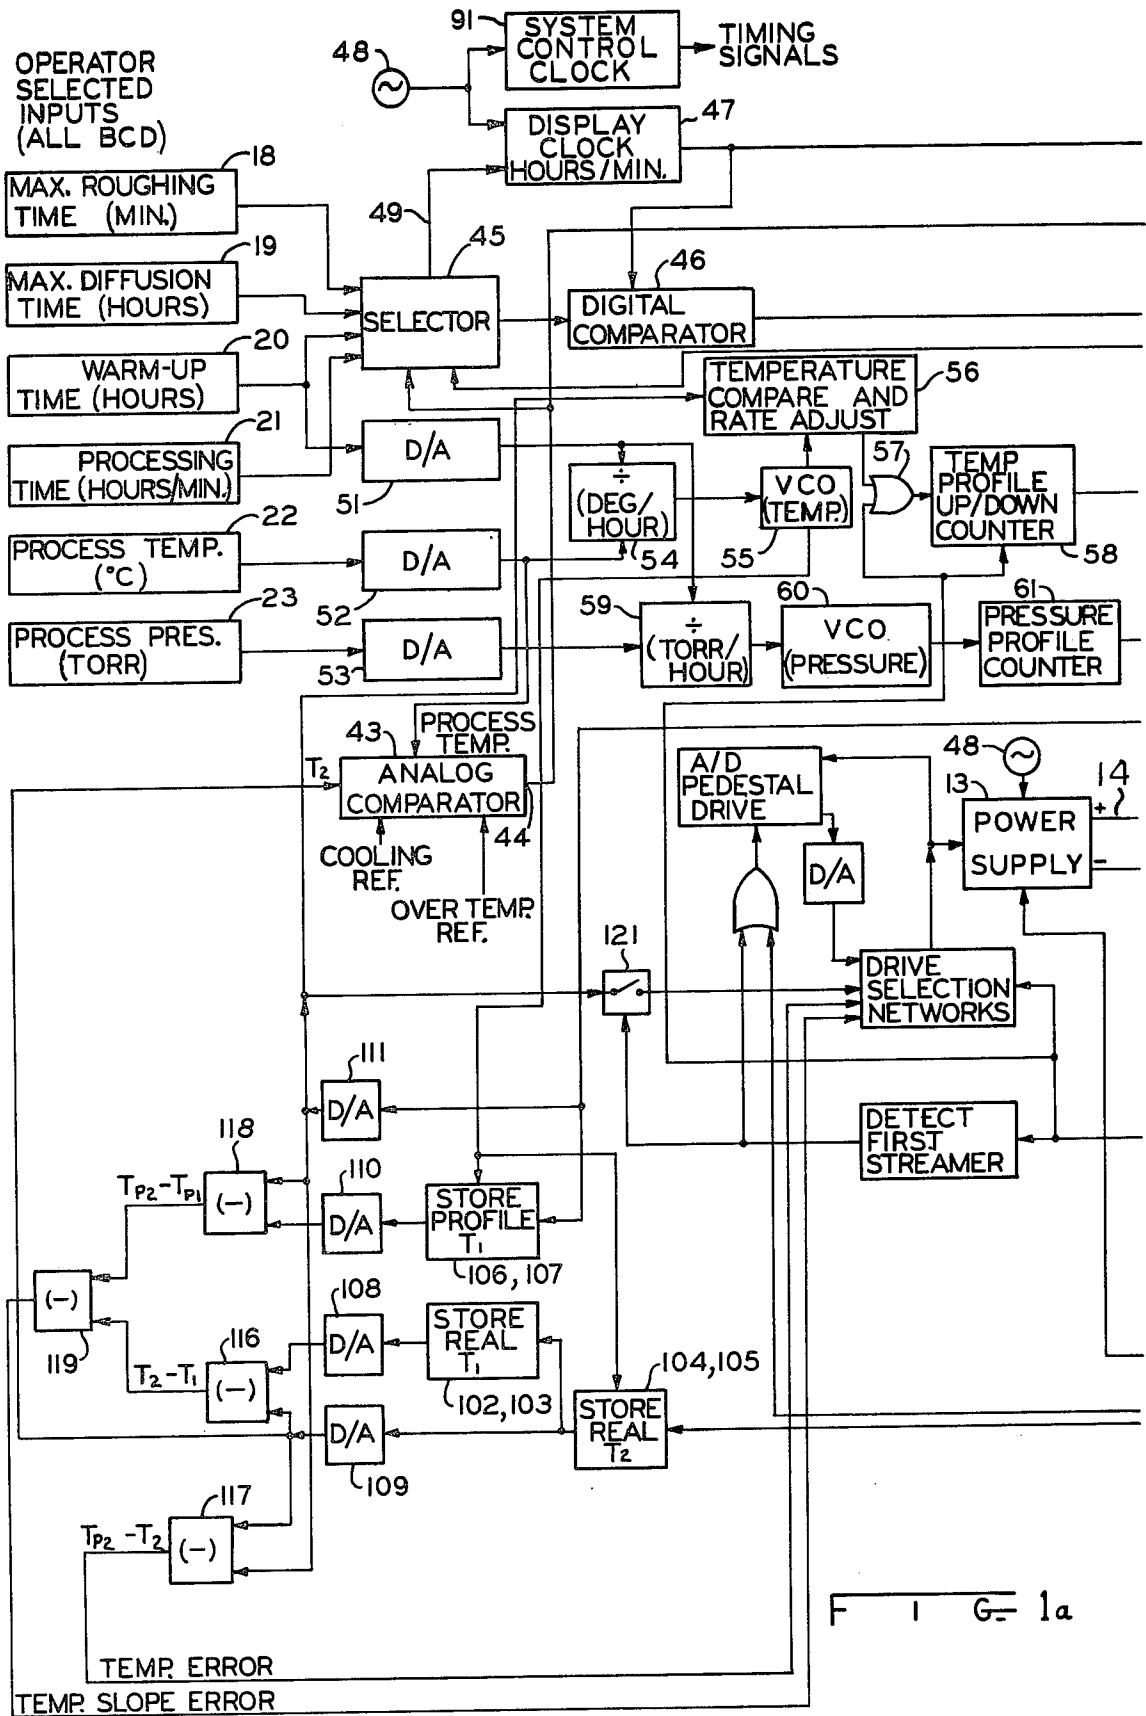 91
SYSTEM
CONTROL
CLOCK
TIMING
SIGNALS
48
OPERATOR
SELECTED
INPUTS
(ALL BCD)
47
DISPLAY
CLOCK
HOURS/MIN.
18
MAX. ROUGHING
TIME (MIN.)
49
45
19
MAX. DIFFUSION
TIME (HOURS)
SELECTOR
46
DIGITAL
COMPARATOR
20
WARM-UP
TIME (HOURS)
TEMPERATURE
COMPARE AND
RATE ADJUST
56
21
PROCESSING
TIME (HOURS/MIN.)
D/A
51
÷
(DEG/
HOUR)
54
VCO
(TEMP.)
55
57
TEMP
PROFILE
UP/DOWN
COUNTER
58
22
PROCESS TEMP.
(°C)
D/A
52
23
PROCESS PRES.
(TORR)
D/A
53
59
÷
(TORR/
HOUR)
60
VCO
(PRESSURE)
61
PRESSURE
PROFILE
COUNTER
PROCESS
TEMP.
43
T2
ANALOG
COMPARATOR
44
COOLING
REF.
OVER TEMP.
REF.
A/D
PEDESTAL
DRIVE
D/A
48
13
POWER
SUPPLY
+
-
14
121
DRIVE
SELECTION
NETWORKS
111
D/A
DETECT
FIRST
STREAMER
118
TP2-TP1
(-)
110
D/A
STORE
PROFILE
T1
106, 107
(-)
119
108
D/A
STORE
REAL
T1
102, 103
116
T2-T1
(-)
104, 105
STORE
REAL
T2
D/A
109
117
TP2-T2
(-)
TEMP. ERROR
TEMP. SLOPE ERROR
FIG- 1a